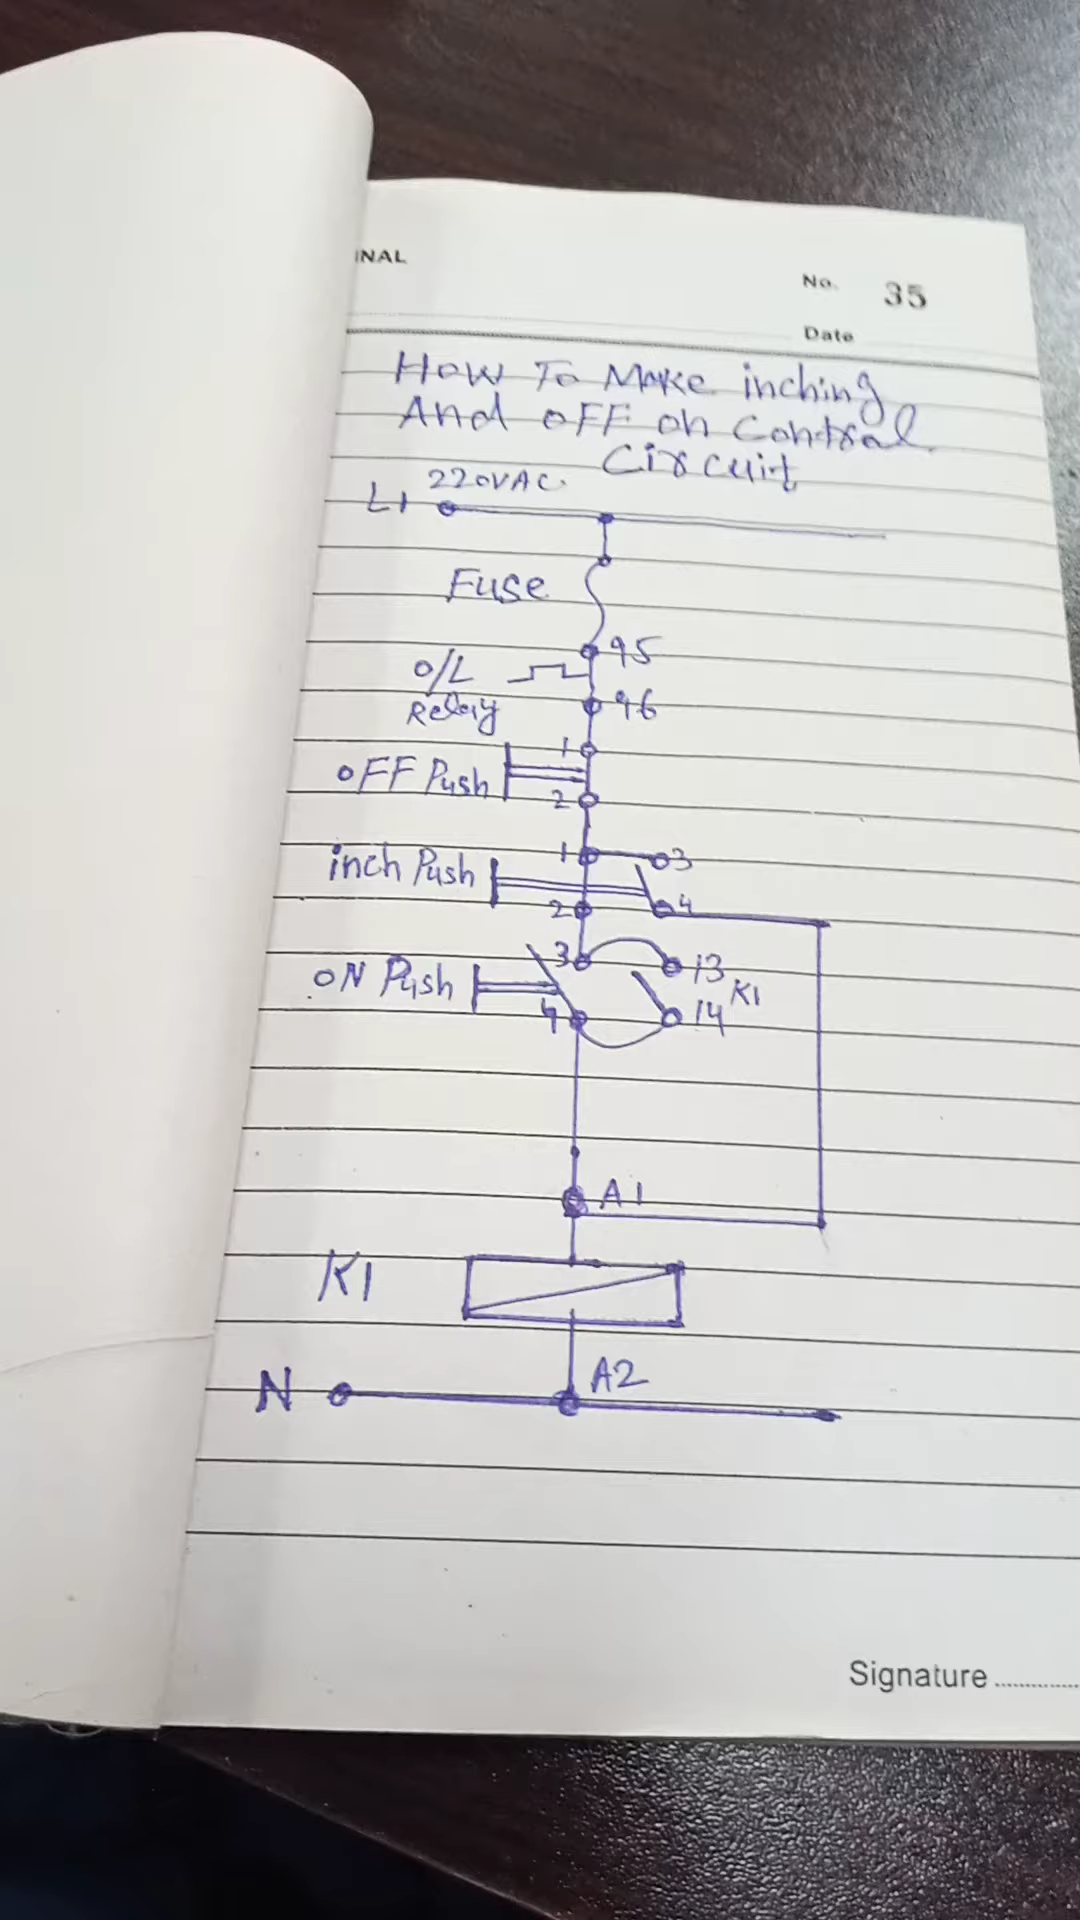 INAL
No. 35
Date
How To Make inching
And OFF on Control
Circuit
220VAC
L1
Fuse
95
O/L
Relay
96
1
OFF Push
2
1 3
inch Push
2 4
3 13
ON Push K1
4 14
A1
K1
A2
N
Signature